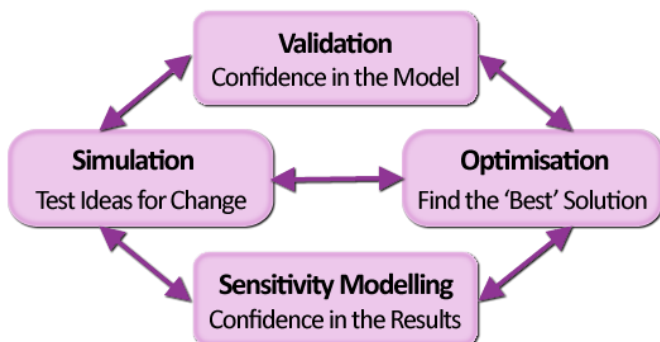 Validation
Confidence in the Model
Simulation
Test Ideas for Change
Optimisation
Find the ‘Best’ Solution
Sensitivity Modelling
Confidence in the Results